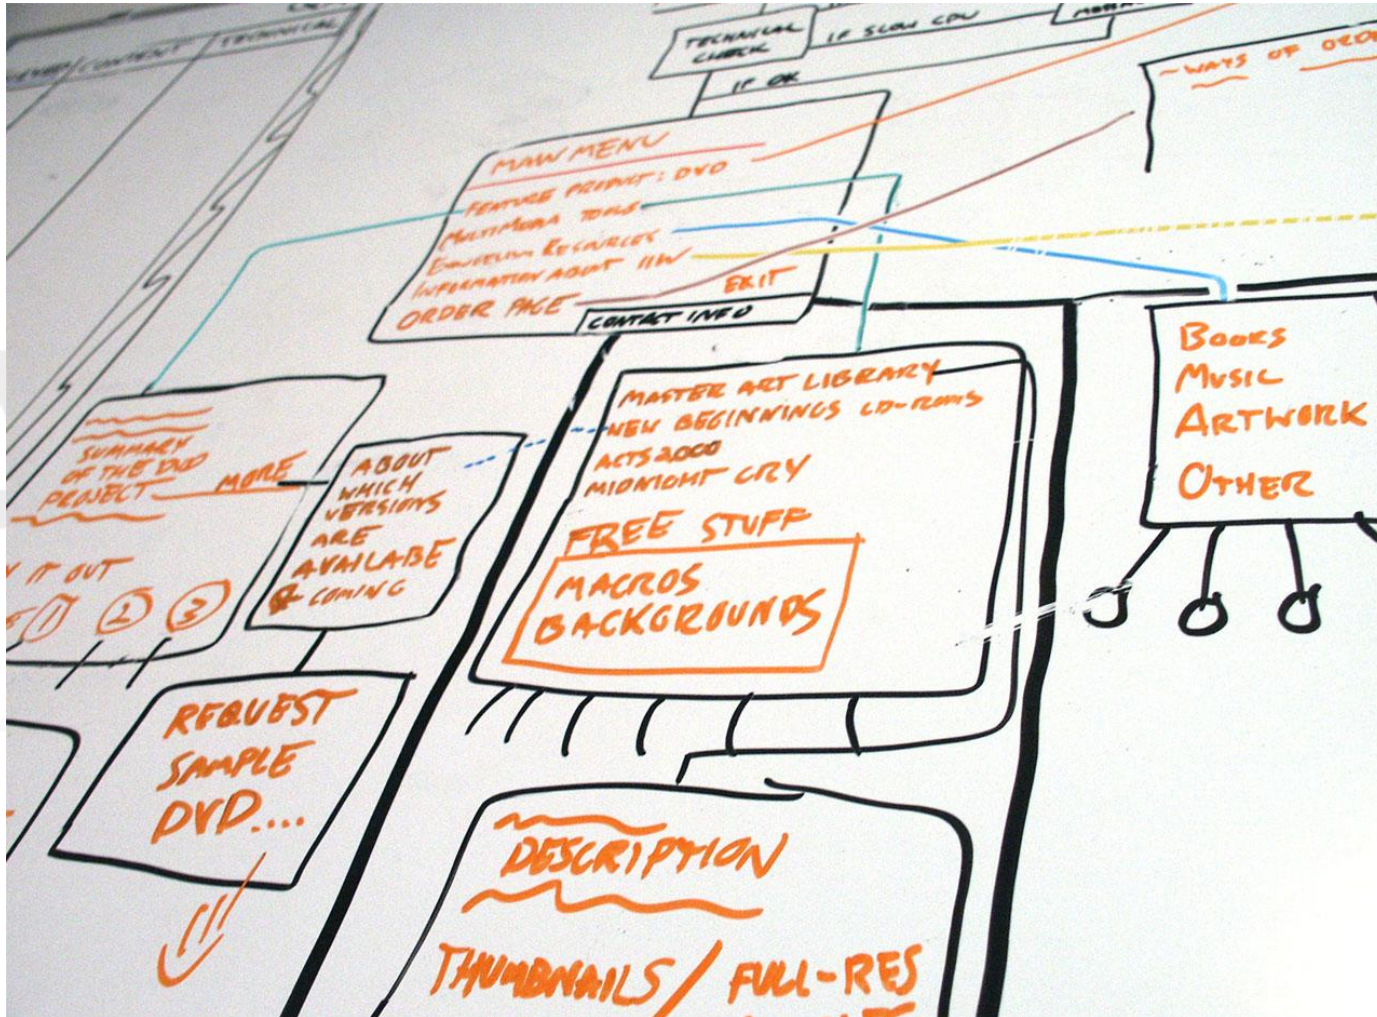 CONTENT
TECHNICAL
TECHNICAL
CHECK
IF SLOW CPU
IF OK
~WAYS OF
MAIN MENU
FEATURE PRODUCT: DVD
MULTIMEDIA TOOLS
RESOURCES
INFORMATION ABOUT IIW
ORDER PAGE
EXIT
CONTACT INFO
SUMMARY
OF THE DVD
PROJECT
MORE
IT OUT
1 2 3
ABOUT
WHICH
VERSIONS
ARE
AVAILABE
& COMING
REQUEST
SAMPLE
DVD....
MASTER ART LIBRARY
NEW BEGINNINGS CD-ROMS
ACTS 2000
MIDNIGHT CRY
FREE STUFF
MACROS
BACKGROUNDS
DESCRIPTION
THUMBNAILS / FULL-RES
BOOKS
MUSIC
ARTWORK
OTHER